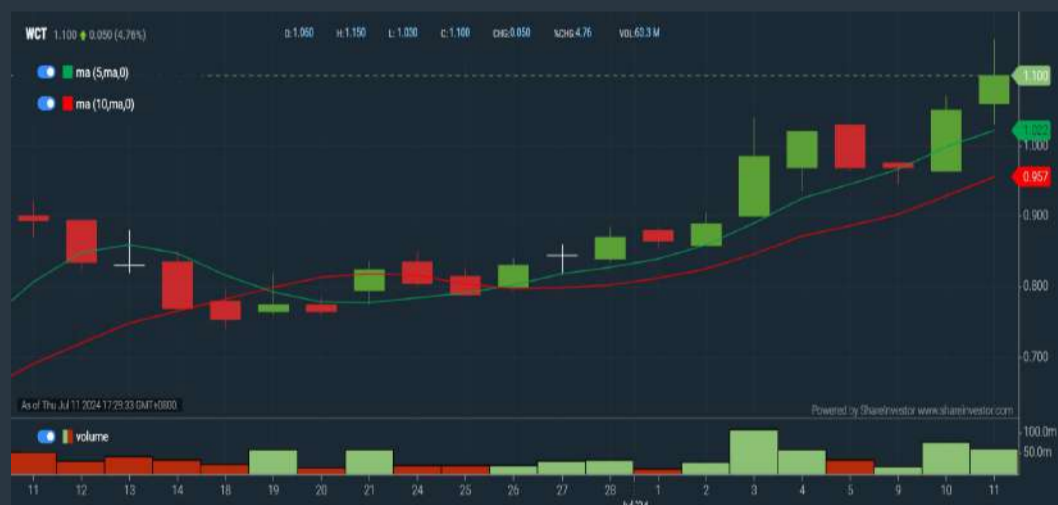 WCT 1.100 0.050 (4.76%)
O:1.060 H:1.150 L:1.030 C:1.100 CHG:0.050 %CHG:4.76 VOL:60.3 M
ma (5,ma,0)
ma (10,ma,0)
1.100
1.022
1.000
0.957
0.900
0.800
0.700
As of Thu Jul 11 2024 17:29:33 GMT+0800
Powered by ShareInvestor www.shareinvestor.com
volume
100.0m
50.0m
11 12 13 14 18 19 20 21 24 25 26 27 28 1 2 3 4 5 9 10 11